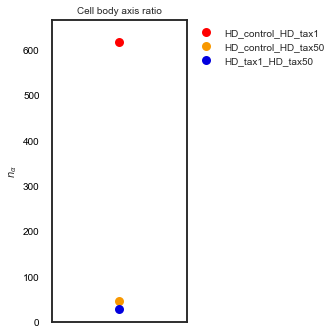 Cell body axis ratio
HD_control_HD_tax1
HD_control_HD_tax50
HD_tax1_HD_tax50
600
500
400
300
200
100
0
nα